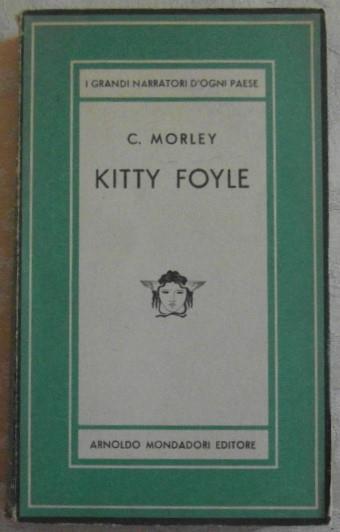 I GRANDI NARRATORI D'OGNI PAESE
C. MORLEY
KITTY FOYLE
ARNOLDO MONDADORI EDITORE